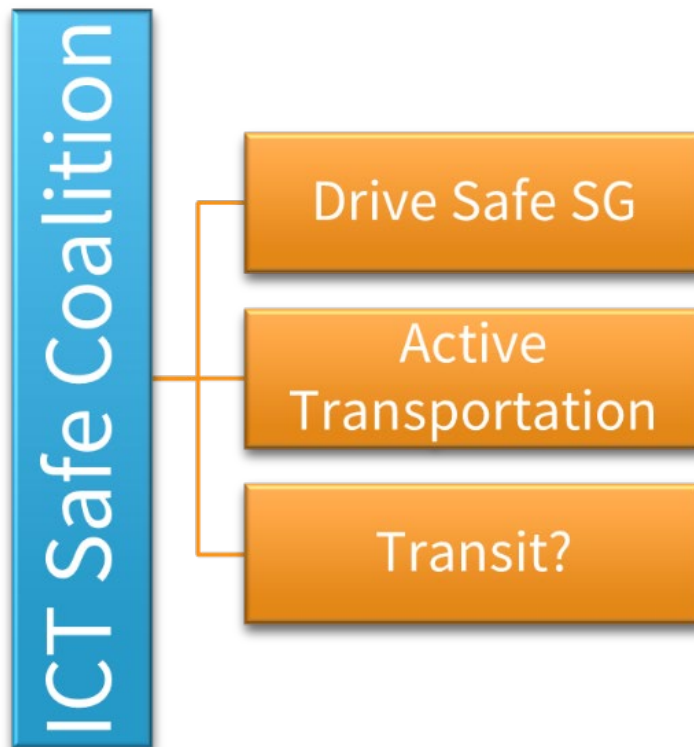 ICT Safe Coalition
Drive Safe SG
Active
Transportation
Transit?